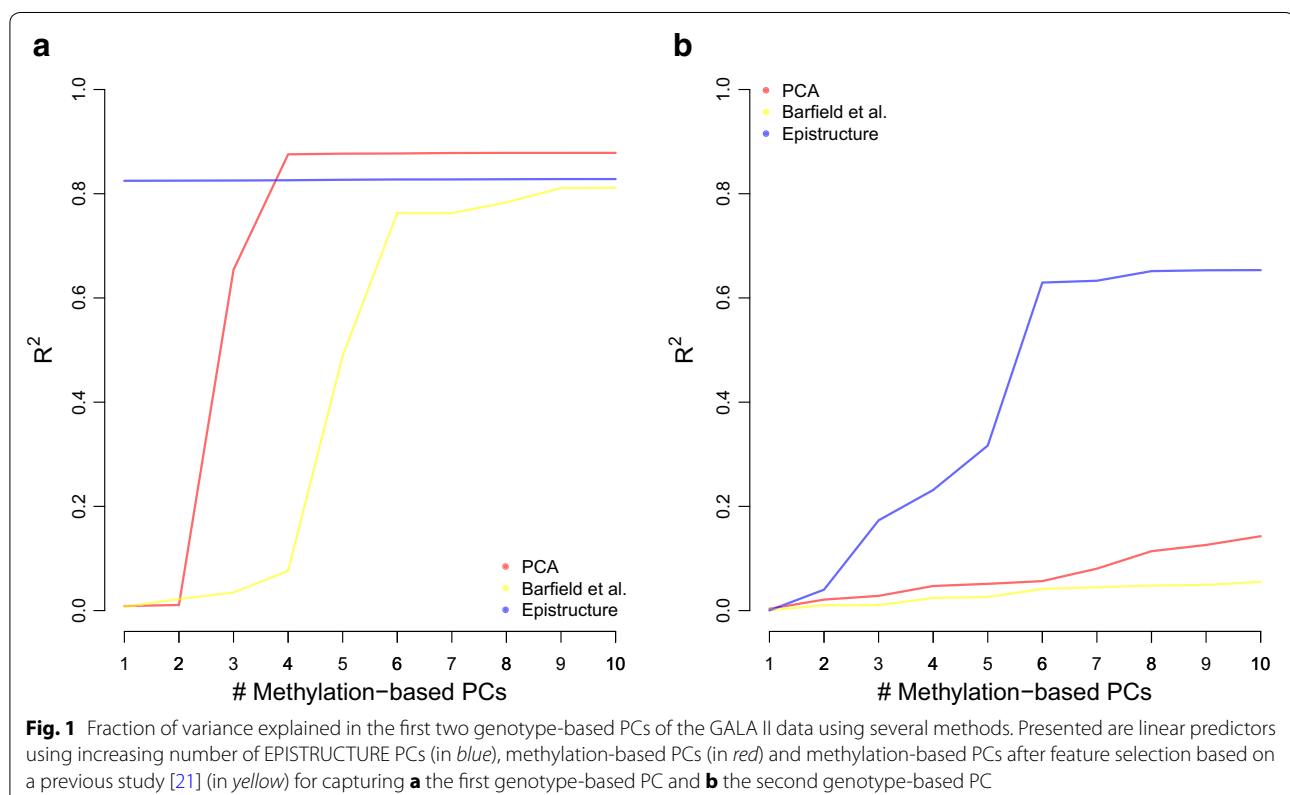 a
1.0
0.8
0.6
0.4
0.2
0.0
R2
PCA
Barfield et al.
Epistructure
1 2 3 4 5 6 7 8 9 10
# Methylation−based PCs
b
PCA
Barfield et al.
Epistructure
1.0
0.8
0.6
0.4
0.2
0.0
R2
1 2 3 4 5 6 7 8 9 10
# Methylation−based PCs
Fig. 1 Fraction of variance explained in the first two genotype-based PCs of the GALA II data using several methods. Presented are linear predictors
using increasing number of EPISTRUCTURE PCs (in blue), methylation-based PCs (in red) and methylation-based PCs after feature selection based on
a previous study [21] (in yellow) for capturing a the first genotype-based PC and b the second genotype-based PC